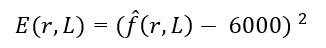 E(r, L) = (f̂(r, L) − 6000) ²